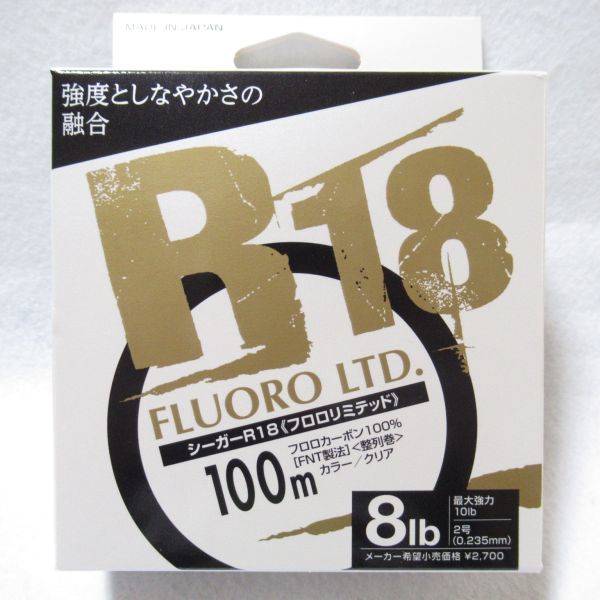 MADE IN JAPAN
強度としなやかさの
融合
R18
FLUORO LTD.
シーガーR18《フロロリミテッド》
100m
フロロカーボン100%
[FNT製法]<整列巻>
カラー／クリア
8lb
最大強力
10lb
2号
(0.235mm)
メーカー希望小売価格 ¥2,700